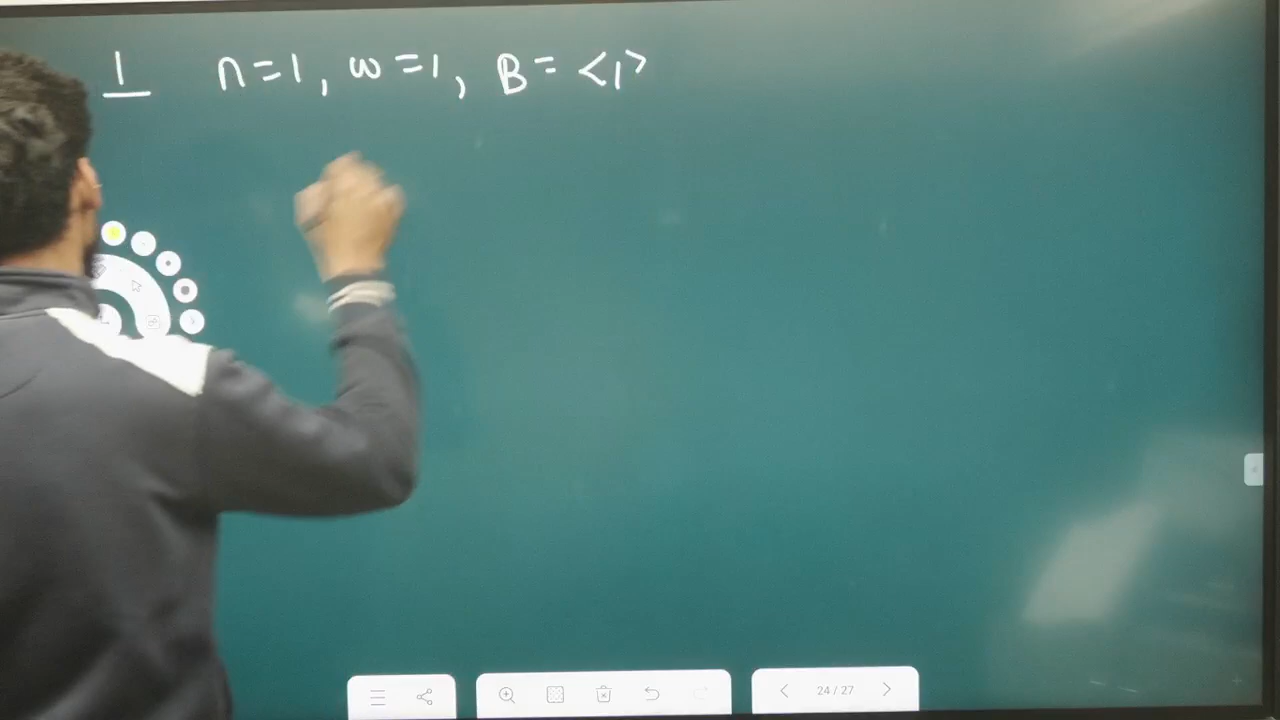 1 n=1, w=1, B= <1>
24/27